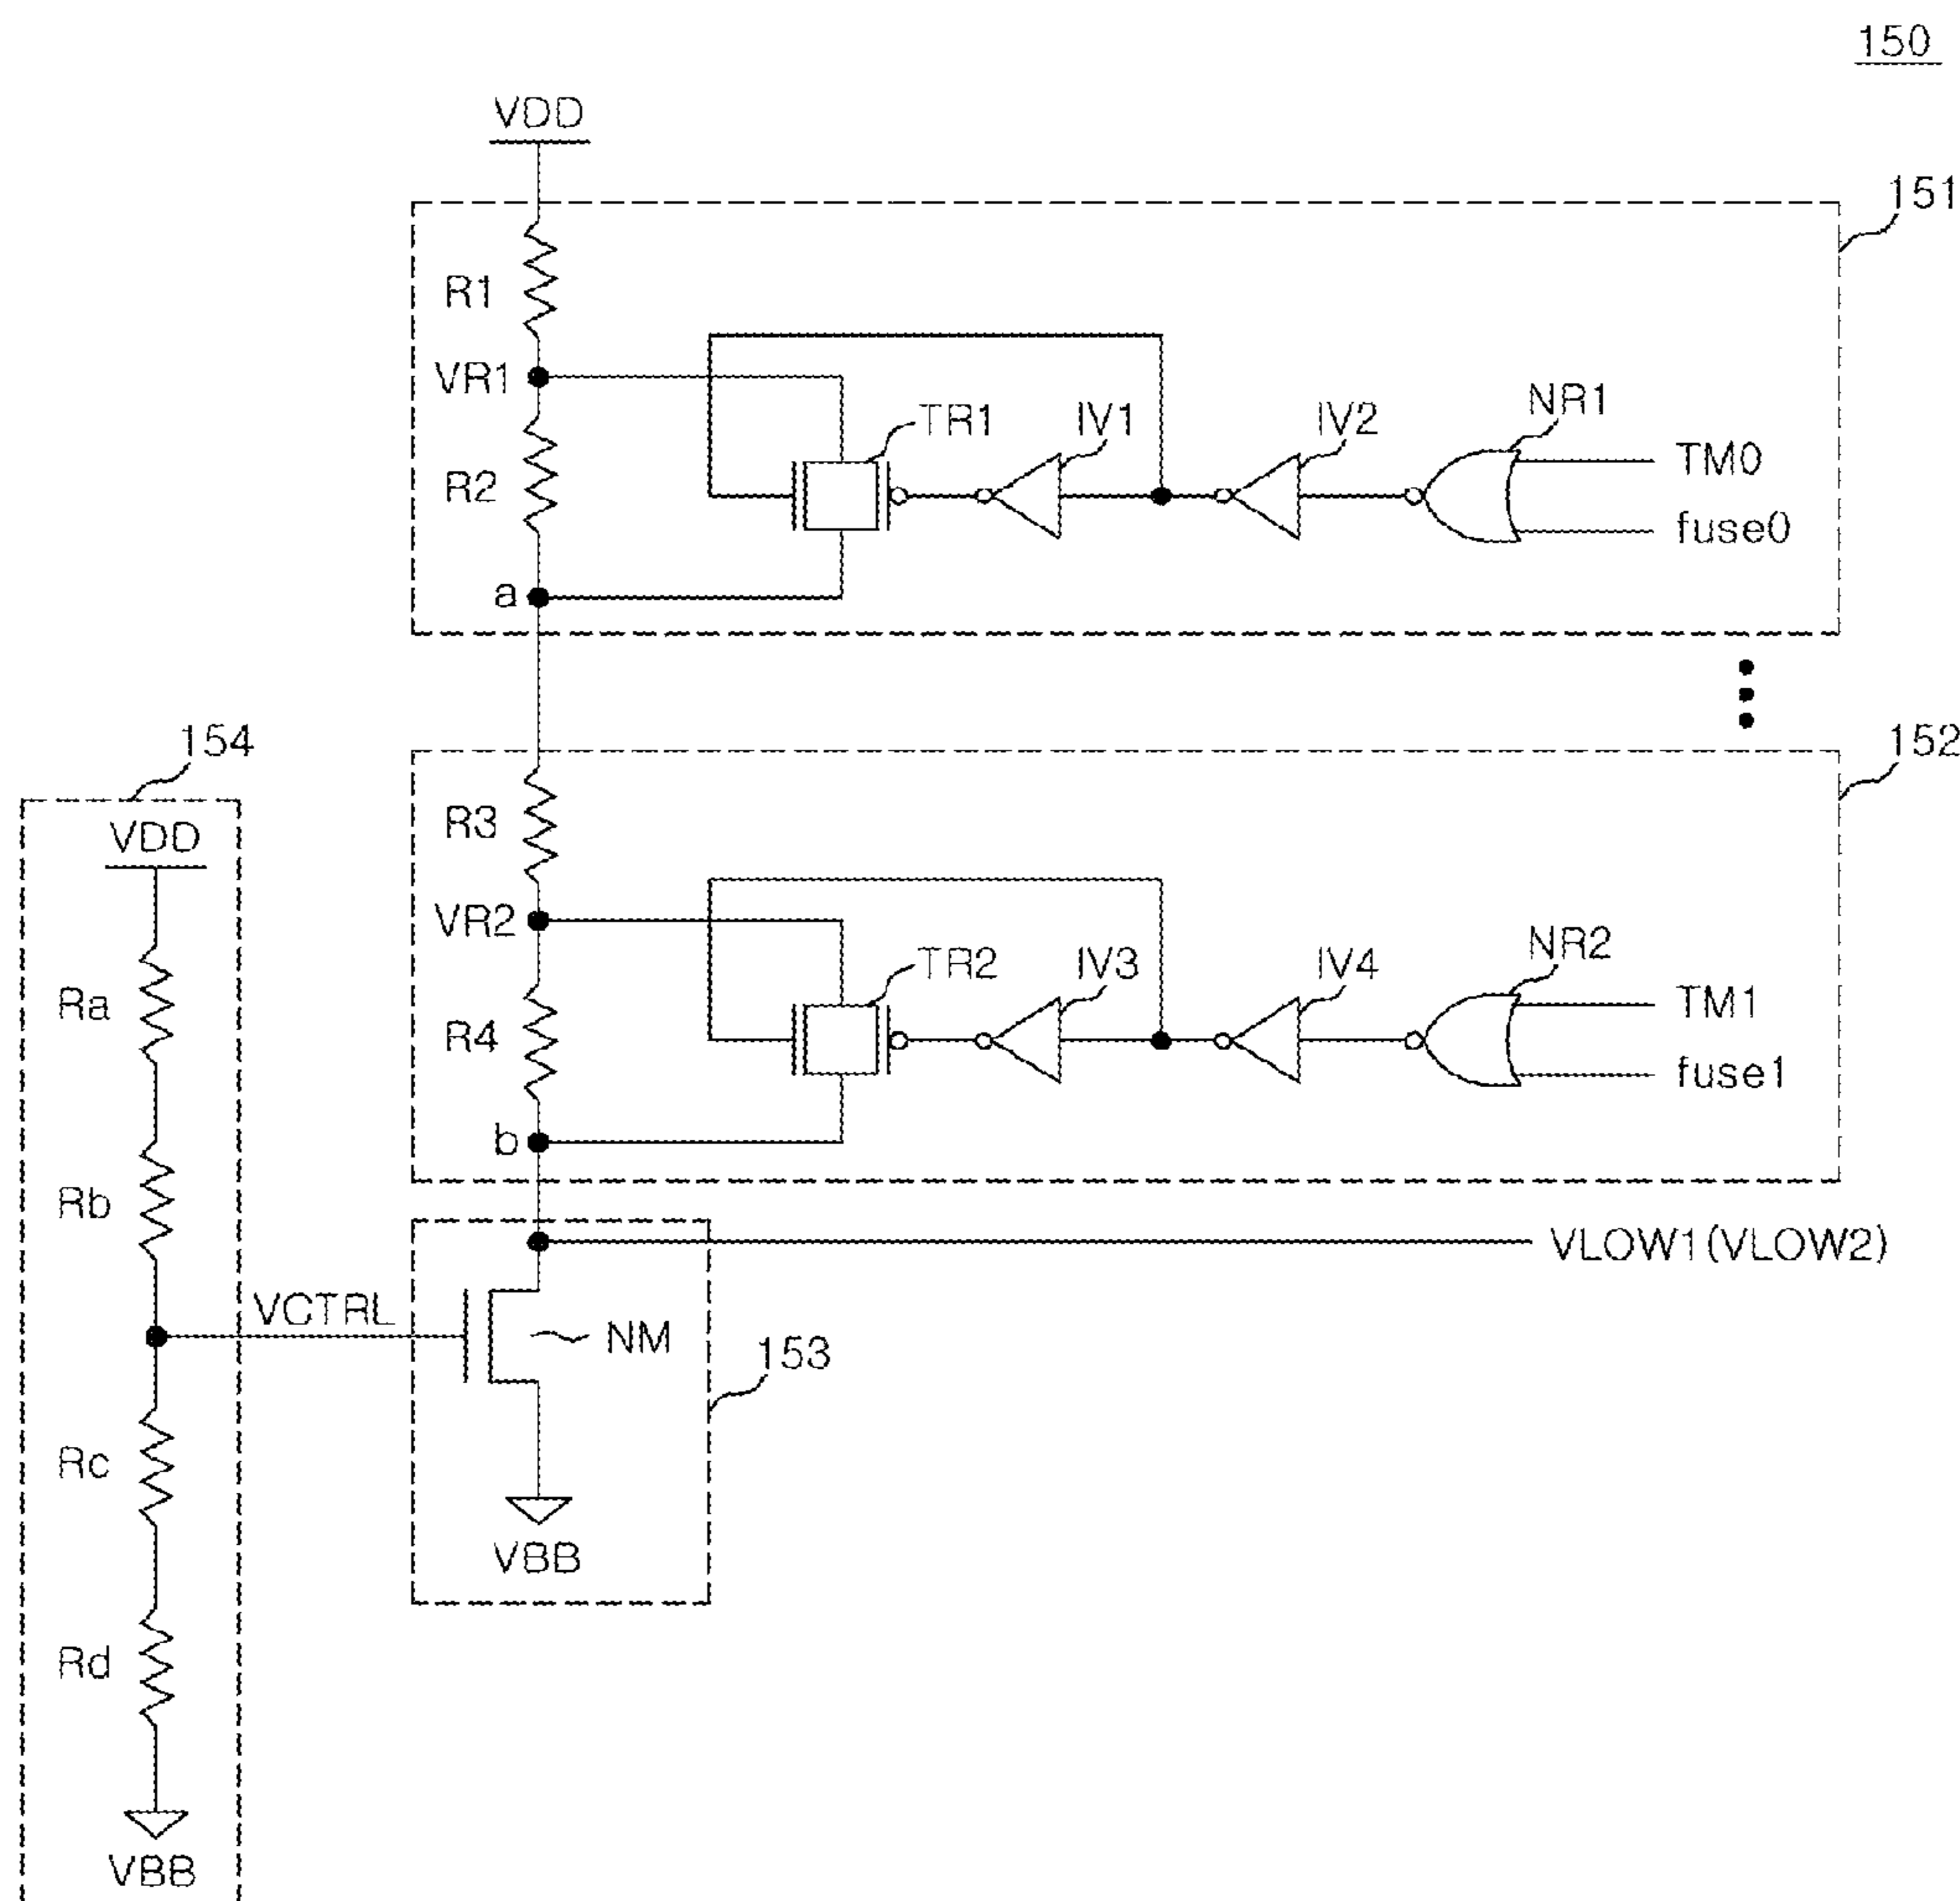 150
VDD
151
R1
VR1
TR1
IV1
IV2
NR1
TM0
R2
fuse0
a
154
152
VDD
R3
VR2
TR2
IV3
IV4
NR2
Ra
TM1
R4
fuse1
b
Rb
VLOW1(VLOW2)
VCTRL
NM
153
Rc
VBB
Rd
VBB